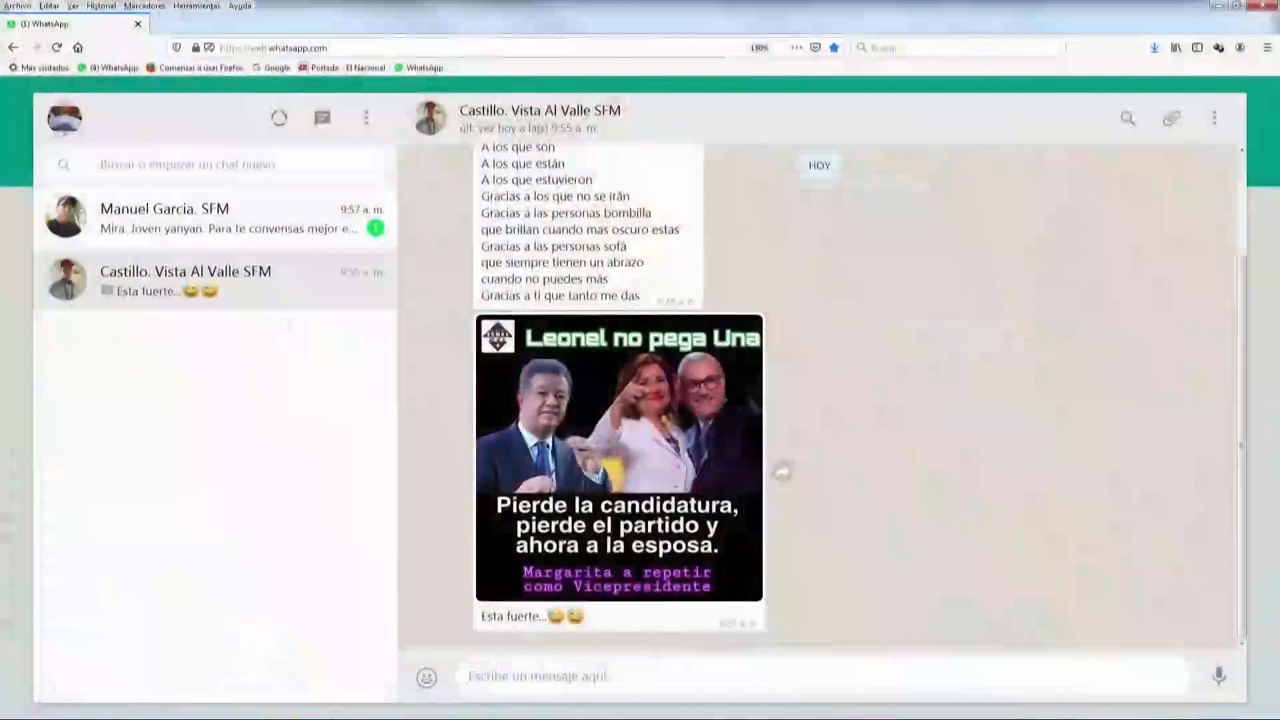 Archivo Editar Ver Historial Marcadores Herramientas Ayuda
(1) WhatsApp
https://web.whatsapp.com
130%
Buscar
Más visitados
(4) WhatsApp
Comenzar a usar Firefox
Google
Portada - El Nacional
WhatsApp
Castillo. Vista Al Valle SFM
últ. vez hoy a la(s) 9:55 a. m.
Buscar o empezar un chat nuevo
Manuel Garcia. SFM
9:57 a. m.
Mira. Joven yanyan. Para te convensas mejor e...
1
Castillo. Vista Al Valle SFM
Esta fuerte...😅😅
HOY
A los que son
A los que están
A los que estuvieron
Gracias a los que no se irán
Gracias a las personas bombilla
que brillan cuando mas oscuro estas
Gracias a las personas sofá
que siempre tienen un abrazo
cuando no puedes más
Gracias a ti que tanto me das
Leonel no pega Una
Pierde la candidatura,
pierde el partido y
ahora a la esposa.
Margarita a repetir
como Vicepresidente
Esta fuerte...😅😅
Escribe un mensaje aquí